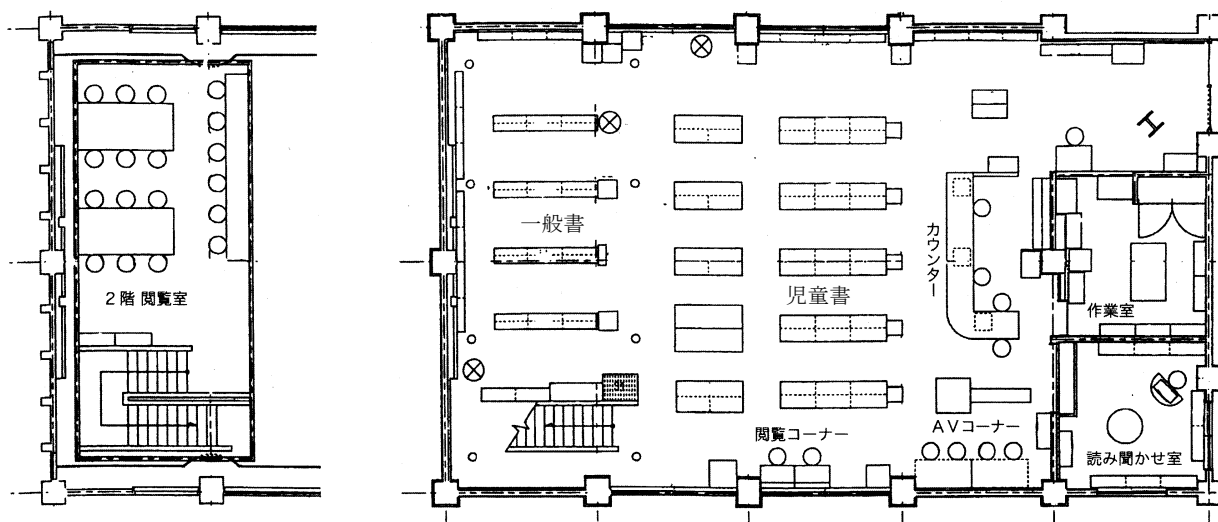 2階 閲覧室
一般書
児童書
カウンター
作業室
閲覧コーナー
AVコーナー
読み聞かせ室